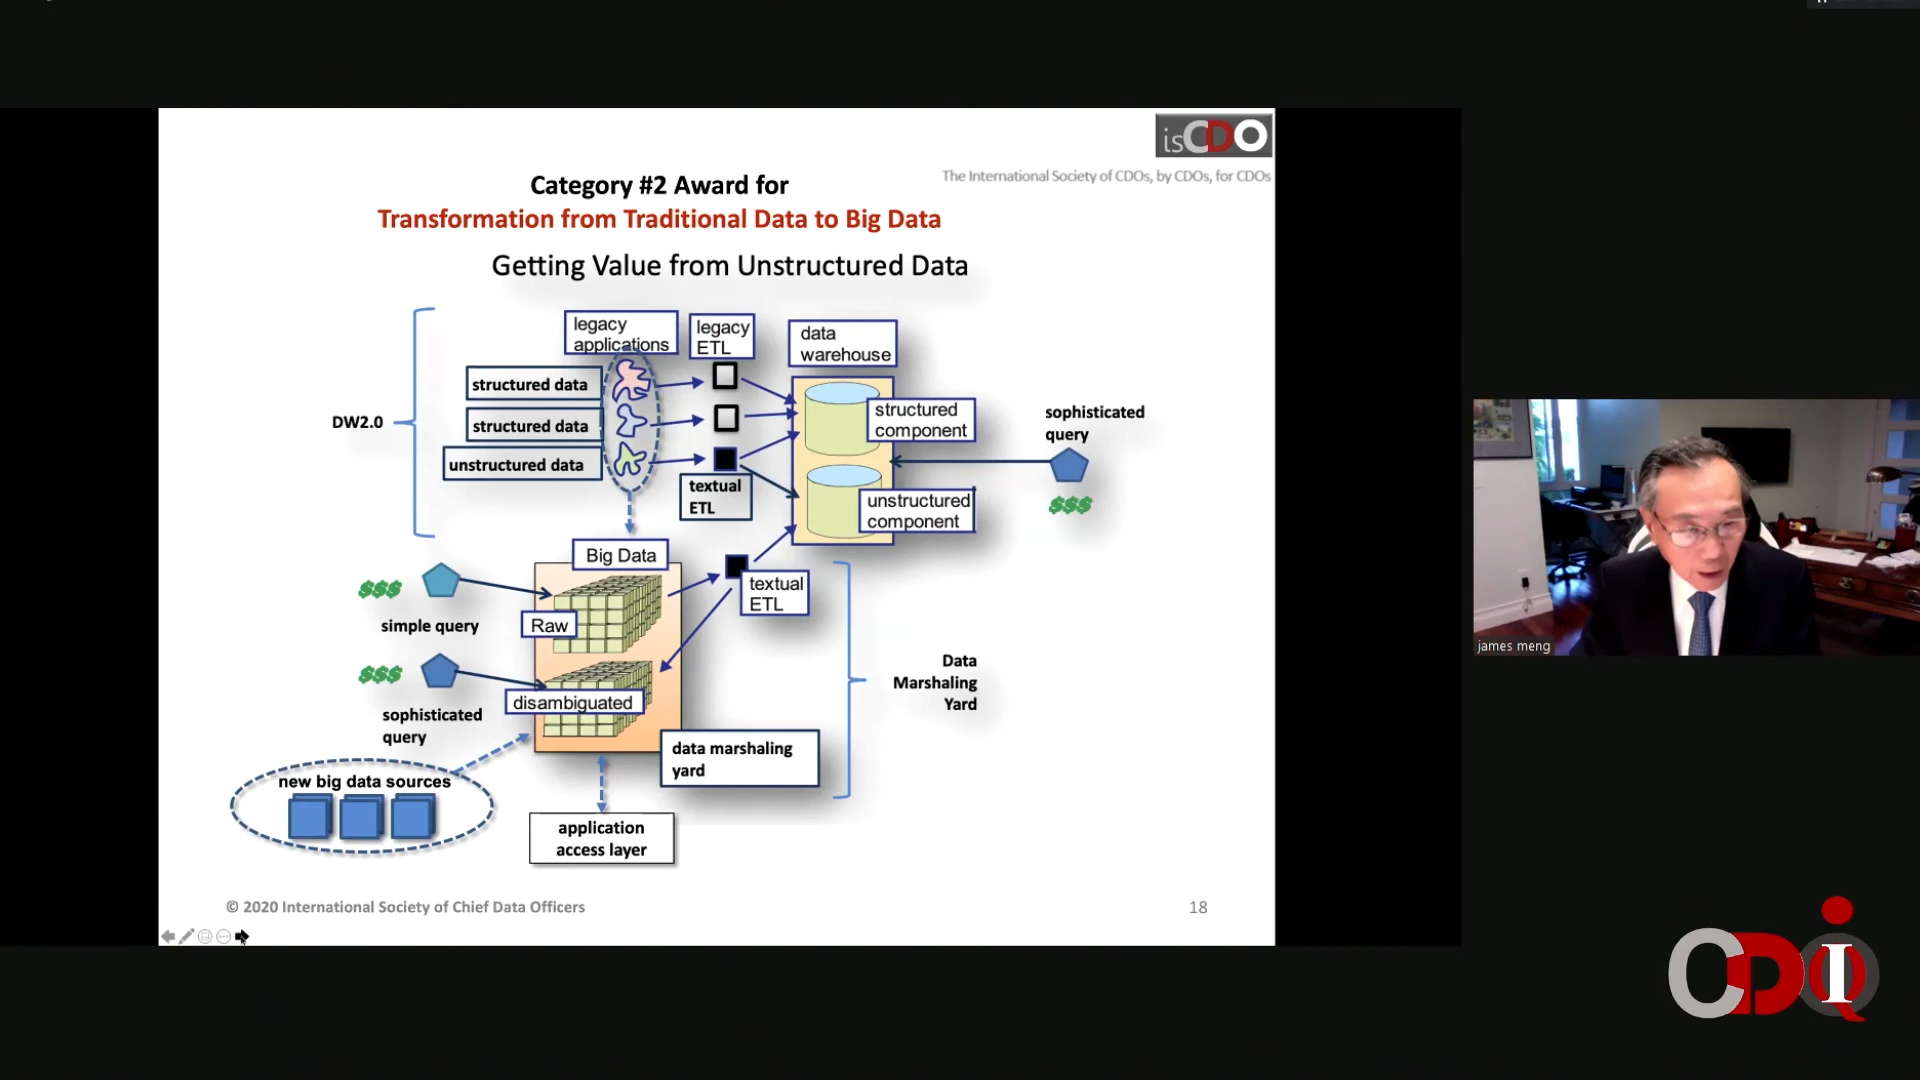 isCDO
The International Society of CDOs, by CDOs, for CDOs
Category #2 Award for
Transformation from Traditional Data to Big Data
Getting Value from Unstructured Data
legacy
applications
legacy
ETL
data
warehouse
structured data
structured data
unstructured data
DW2.0
textual
ETL
structured
component
unstructured
component
sophisticated
query
$$$
Big Data
$$$
simple query
Raw
textual
ETL
$$$
sophisticated
query
disambiguated
Data
Marshaling
Yard
data marshaling
yard
new big data sources
application
access layer
© 2020 International Society of Chief Data Officers
18
james meng
CDIQ